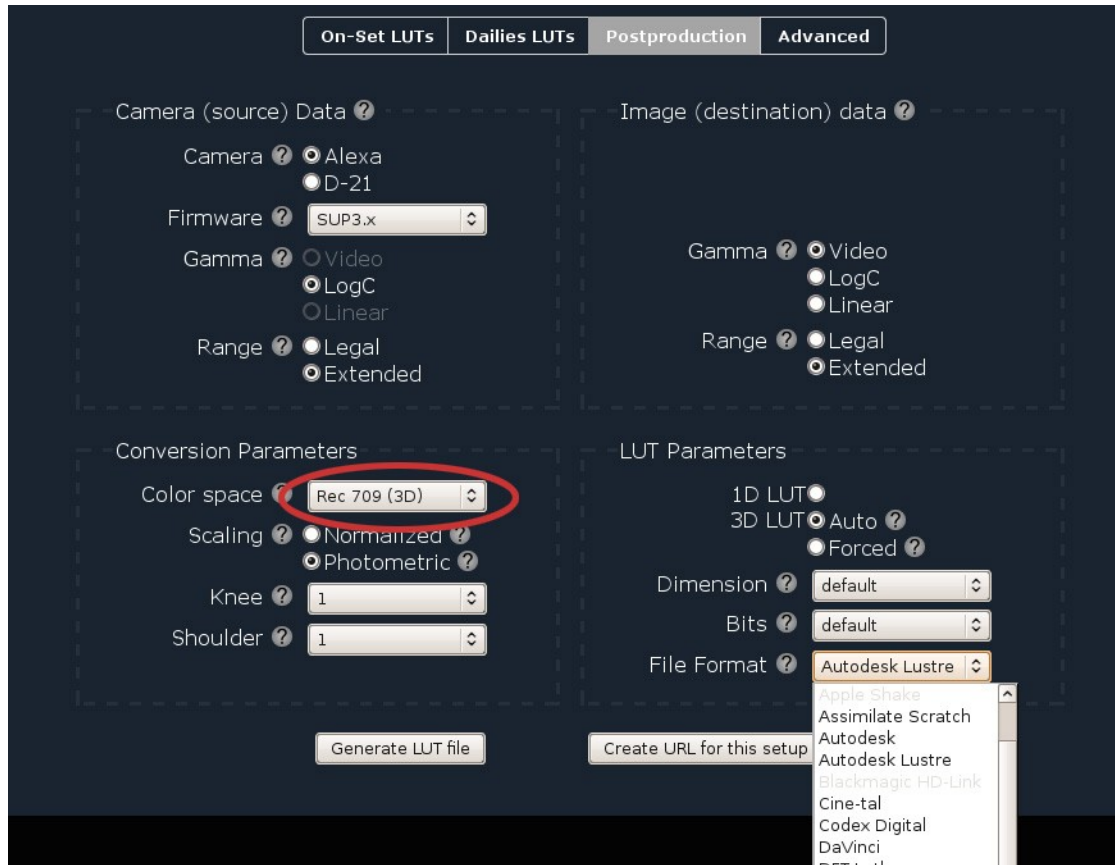 On-Set LUTs Dailies LUTs Postproduction Advanced
Camera (source) Data ?
Camera ? Alexa
D-21
Firmware ? SUP3.x
Gamma ? Video
LogC
Linear
Range ? Legal
Extended
Image (destination) data ?
Gamma ? Video
LogC
Linear
Range ? Legal
Extended
Conversion Parameters
Color space ? Rec 709 (3D)
Scaling ? Normalized ?
Photometric ?
Knee ? 1
Shoulder ? 1
LUT Parameters
1D LUT
3D LUT Auto ?
Forced ?
Dimension ? default
Bits ? default
File Format ? Autodesk Lustre
Apple Shake
Assimilate Scratch
Autodesk
Autodesk Lustre
Blackmagic HD-Link
Cine-tal
Codex Digital
DaVinci
Generate LUT file
Create URL for this setup